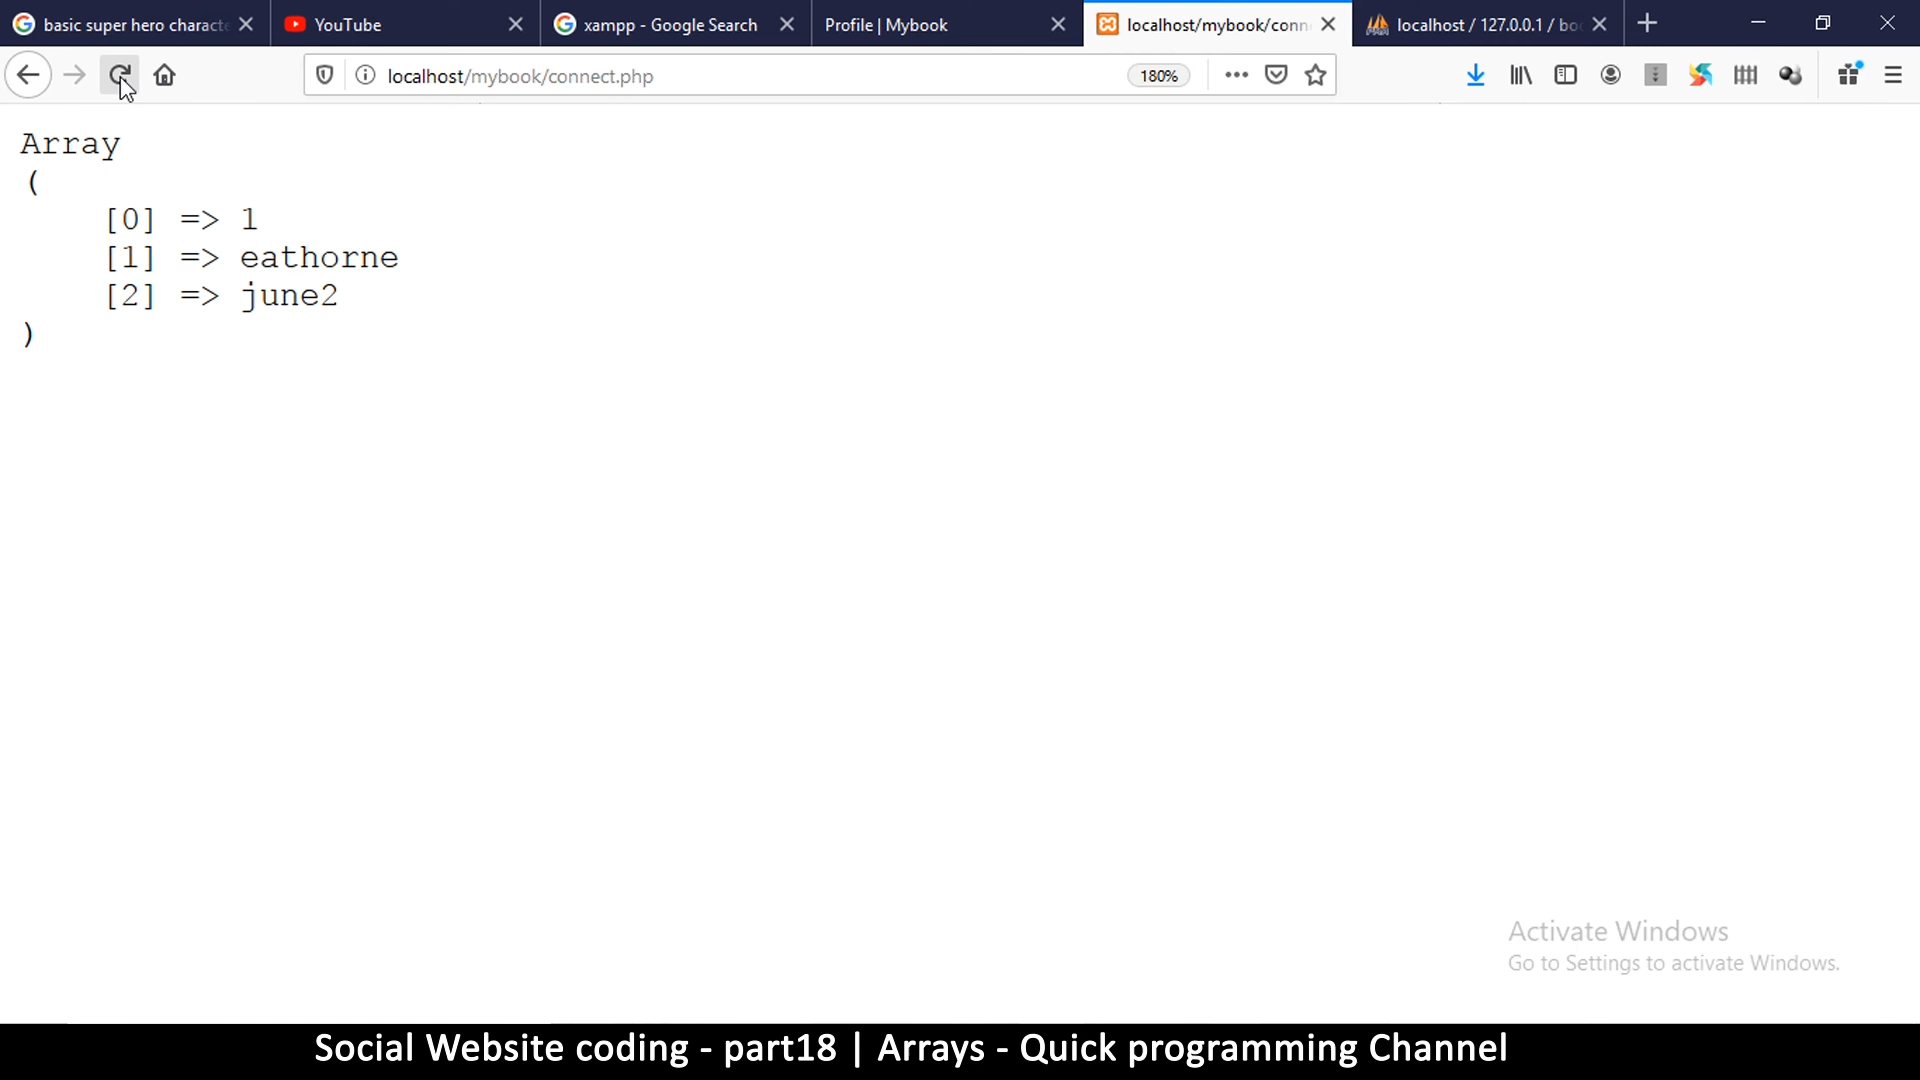 basic super hero characte
YouTube
xampp - Google Search
Profile | Mybook
localhost/mybook/conn
localhost / 127.0.0.1 / bo
localhost/mybook/connect.php
180%
Array
(
[0] => 1
[1] => eathorne
[2] => june2
)
Activate Windows
Go to Settings to activate Windows.
Social Website coding - part18 | Arrays - Quick programming Channel